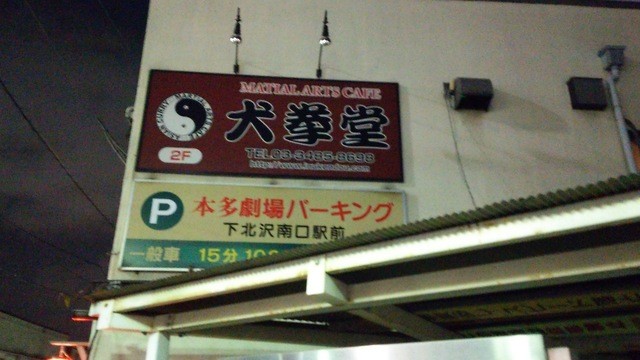 MATIAL ARTS CAFE
犬拳堂
2F
TEL03-3485-8698
P
本多劇場パーキング
下北沢南口駅前
一般車 15分